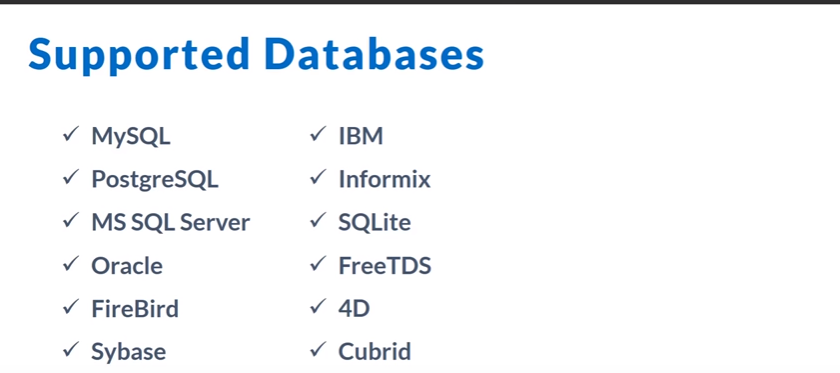 Supported Databases
✓ MySQL
✓ PostgreSQL
✓ MS SQL Server
✓ Oracle
✓ FireBird
✓ Sybase
✓ IBM
✓ Informix
✓ SQLite
✓ FreeTDS
✓ 4D
✓ Cubrid